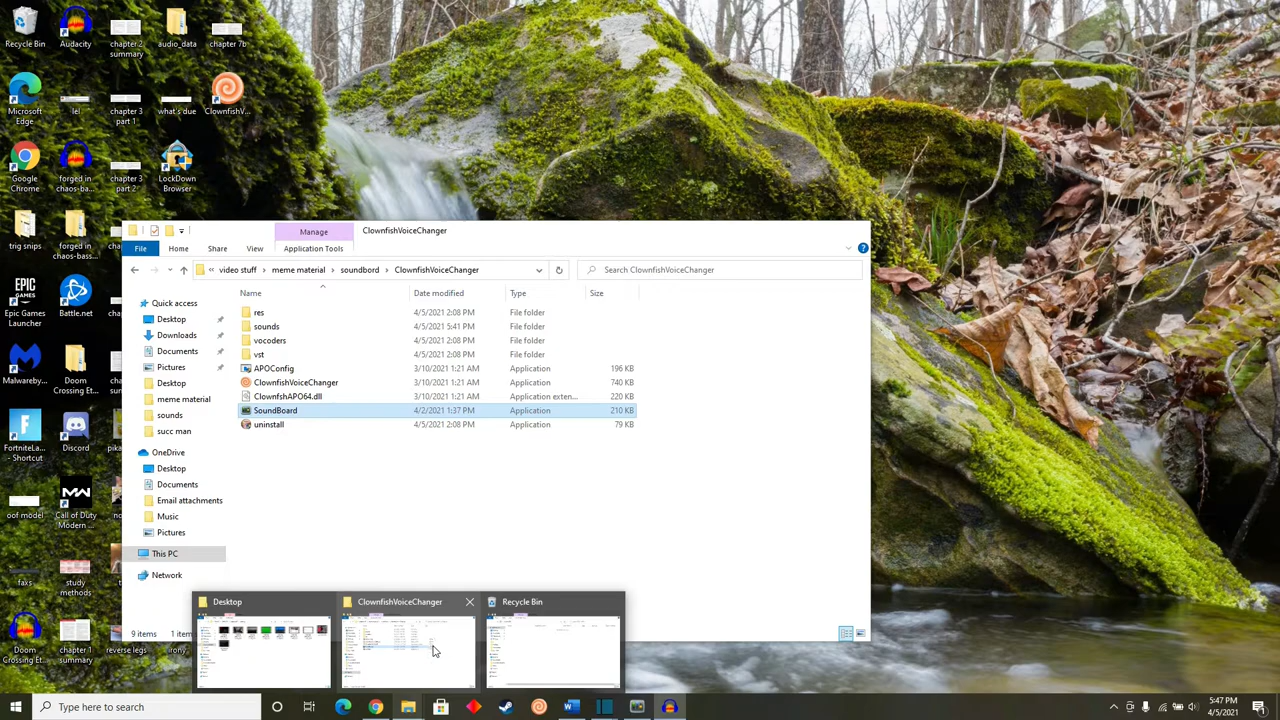 Recycle Bin
Audacity
chapter 2
summary
audio_data
chapter 7b
Microsoft
Edge
lel
chapter 3
part 1
what's due
ClownfishV...
Google
Chrome
forged in
chaos-ba...
chapter 3
part 2
LockDown
Browser
trig snips
forged in
chaos-bass...
Epic Games
Launcher
Battle.net
Malwareby...
Doom
Crossing Et...
FortniteLa...
- Shortcut
Discord
oof model
Call of Duty
Modern ...
faxs
study
methods
Doom
Crossing Et...
chapter 1
summary
reverse legs
irony
Manage
ClownfishVoiceChanger
File
Home
Share
View
Application Tools
« video stuff > meme material > soundbord > ClownfishVoiceChanger
Search ClownfishVoiceChanger
Name Date modified Type Size
Quick access
Desktop
Downloads
Documents
Pictures
Desktop
meme material
sounds
succ man
OneDrive
Desktop
Documents
Email attachments
Music
Pictures
This PC
Network
res 4/5/2021 2:08 PM File folder
sounds 4/5/2021 5:41 PM File folder
vocoders 4/5/2021 2:08 PM File folder
vst 4/5/2021 2:08 PM File folder
APOConfig 3/10/2021 1:21 AM Application 196 KB
ClownfishVoiceChanger 3/10/2021 1:21 AM Application 740 KB
ClownfshAPO64.dll 3/10/2021 1:21 AM Application exten... 220 KB
SoundBoard 4/2/2021 1:37 PM Application 210 KB
uninstall 4/5/2021 2:08 PM Application 79 KB
9 items
1 item
Desktop
ClownfishVoiceChanger
Recycle Bin
Type here to search
5:47 PM
4/5/2021